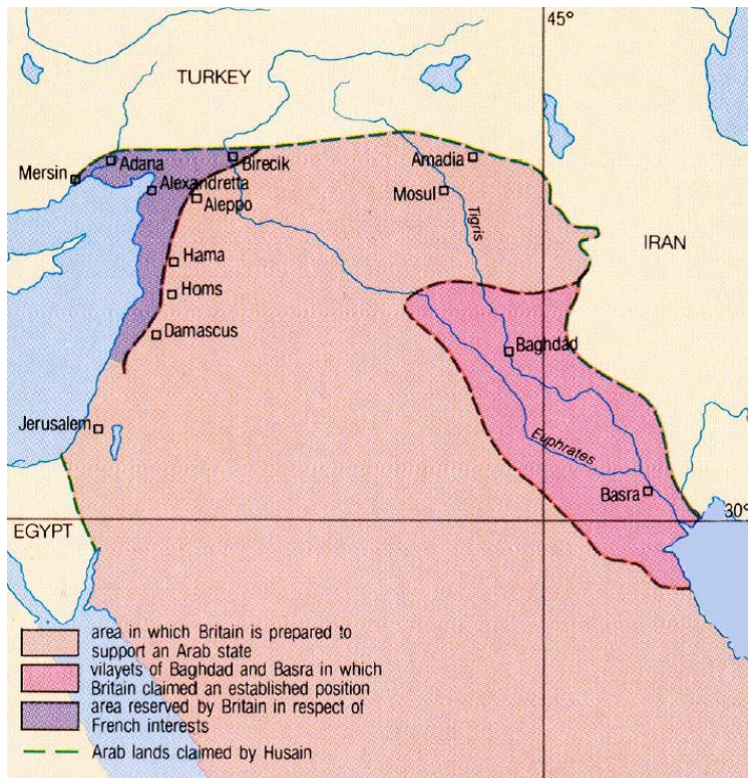 45°
TURKEY
Mersin
Adana
Birecik
Amadia
Alexandretta
Aleppo
Mosul
Tigris
IRAN
Hama
Homs
Damascus
Baghdad
Jerusalem
Euphrates
Basra
30°
EGYPT
area in which Britain is prepared to
support an Arab state
vilayets of Baghdad and Basra in which
Britain claimed an established position
area reserved by Britain in respect of
French interests
Arab lands claimed by Husain